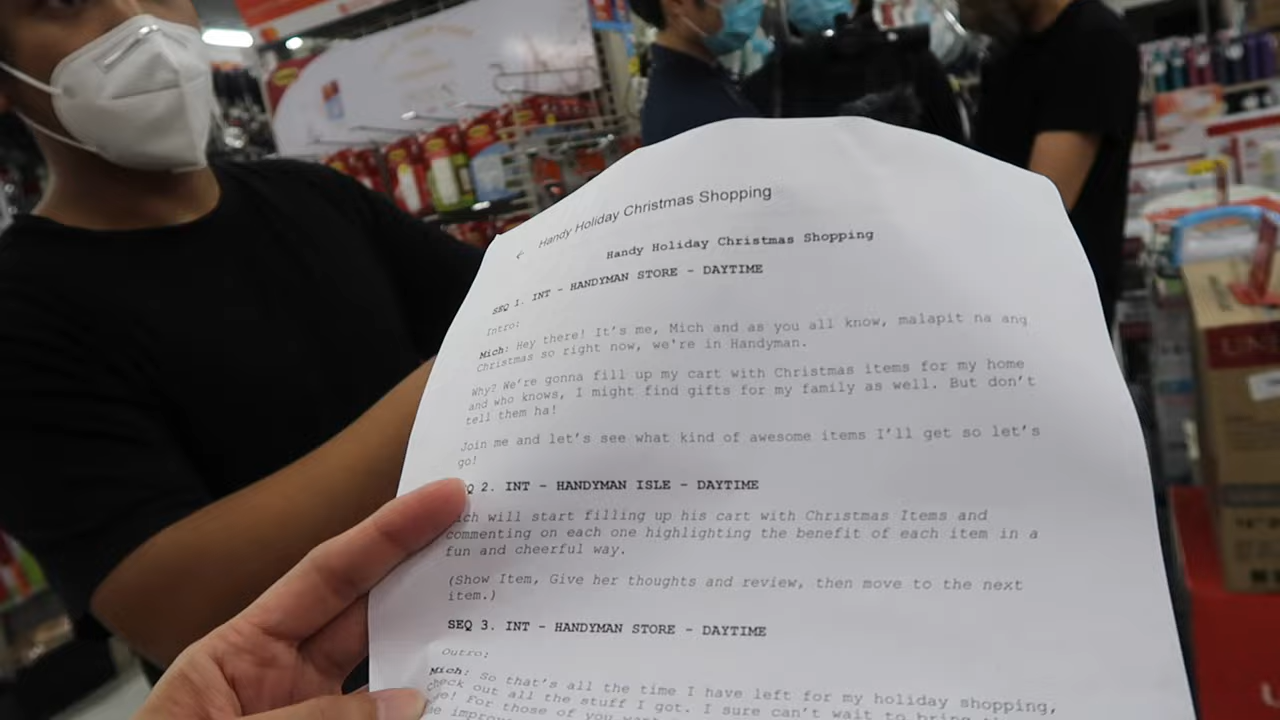 Handy Holiday Christmas Shopping
Handy Holiday Christmas Shopping
SEQ 1. INT - HANDYMAN STORE - DAYTIME
Intro:
Mich: Hey there! It's me, Mich and as you all know, malapit na ang
Christmas so right now, we're in Handyman.
Why? We're gonna fill up my cart with Christmas items for my home
and who knows, I might find gifts for my family as well. But don't
tell them ha!
Join me and let's see what kind of awesome items I'll get so let's
go!
Q 2. INT - HANDYMAN ISLE - DAYTIME
ich will start filling up his cart with Christmas Items and
commenting on each one highlighting the benefit of each item in a
fun and cheerful way.
(Show Item, Give her thoughts and review, then move to the next
item.)
SEQ 3. INT - HANDYMAN STORE - DAYTIME
Outro:
Mich: So that's all the time I have left for my holiday shopping,
check out all the stuff I got. I sure can't wait to bring
For those of you